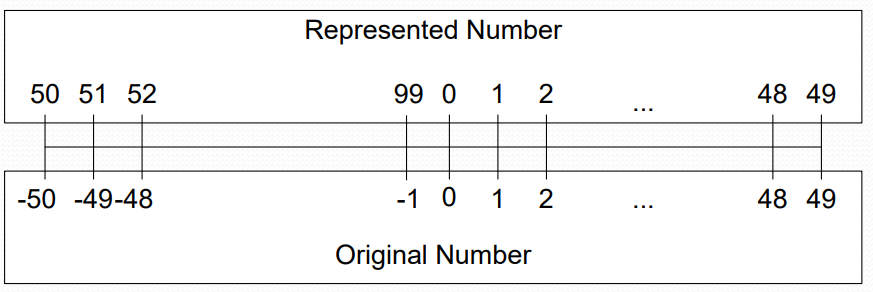 Represented Number
50 51 52 99 0 1 2 ... 48 49
-50 -49 -48 -1 0 1 2 ... 48 49
Original Number